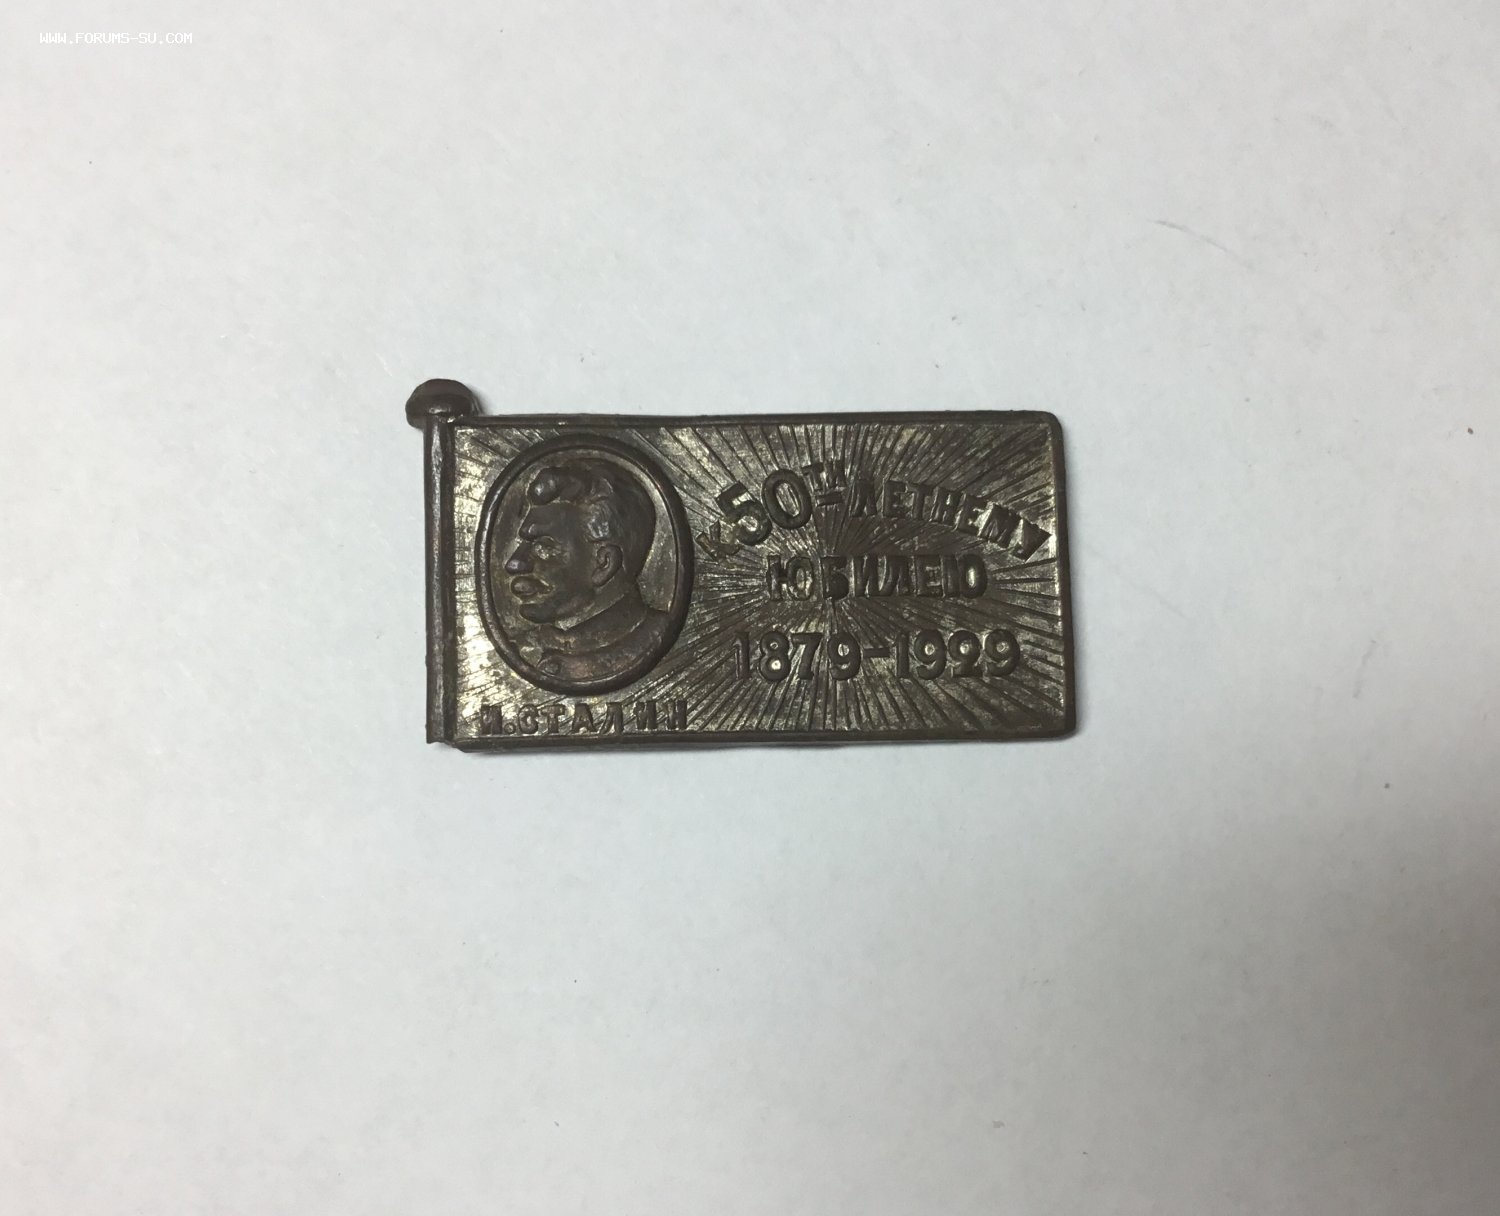 WWW.FORUMS-SU.COM
К 50ТИ-ЛЕТНЕМУ
ЮБИЛЕЮ
1879-1929
И.СТАЛИН